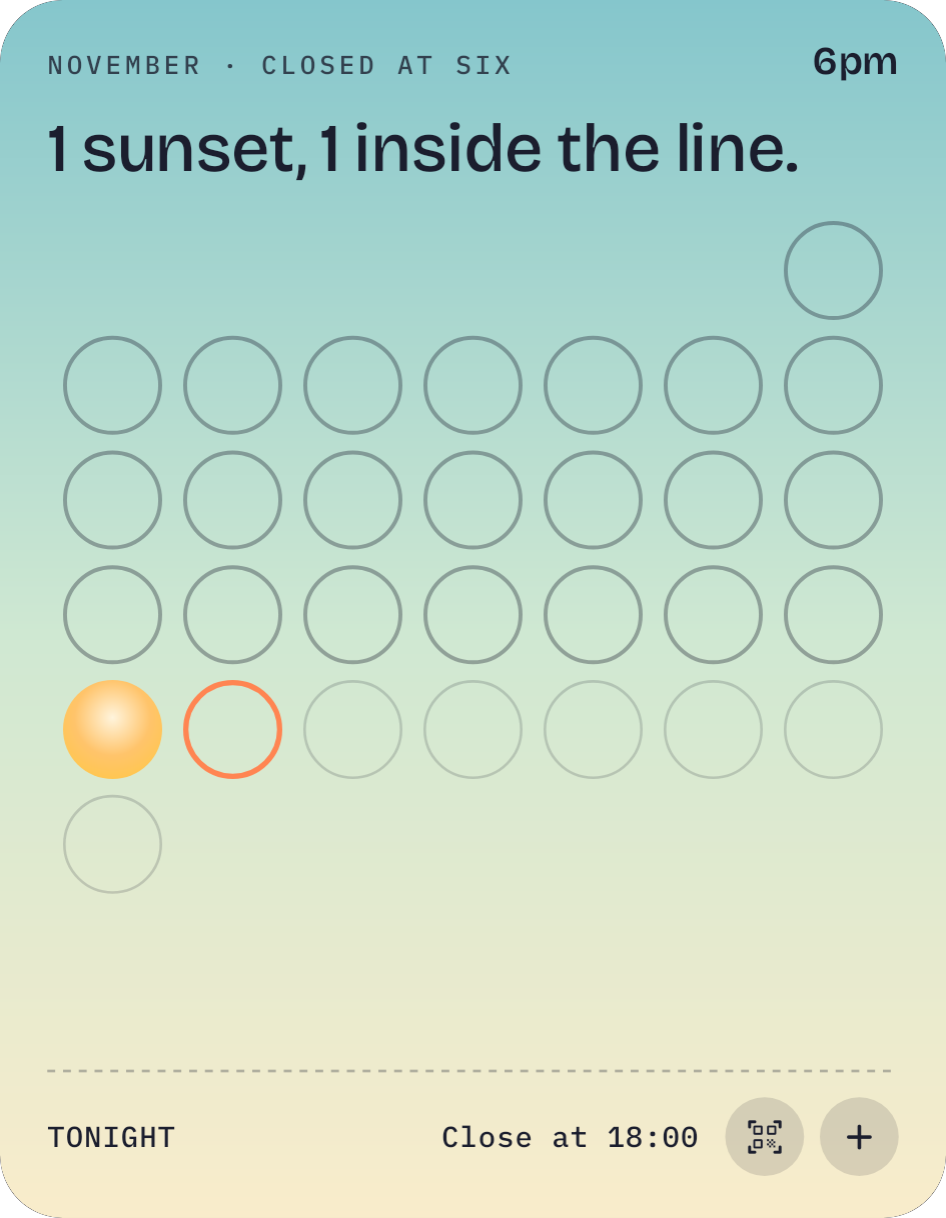 NOVEMBER · CLOSED AT SIX
6pm
1 sunset, 1 inside the line.
TONIGHT
Close at 18:00